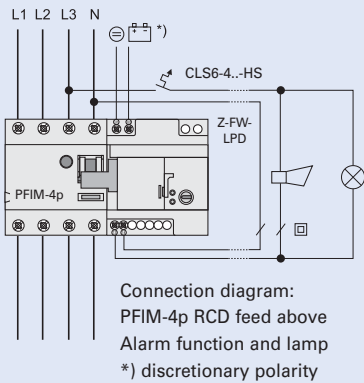 L1 L2 L3 N
*)
CLS6-4..-HS
Z-FW-
LPD
PFIM-4p
Connection diagram:
PFIM-4p RCD feed above
Alarm function and lamp
*) discretionary polarity